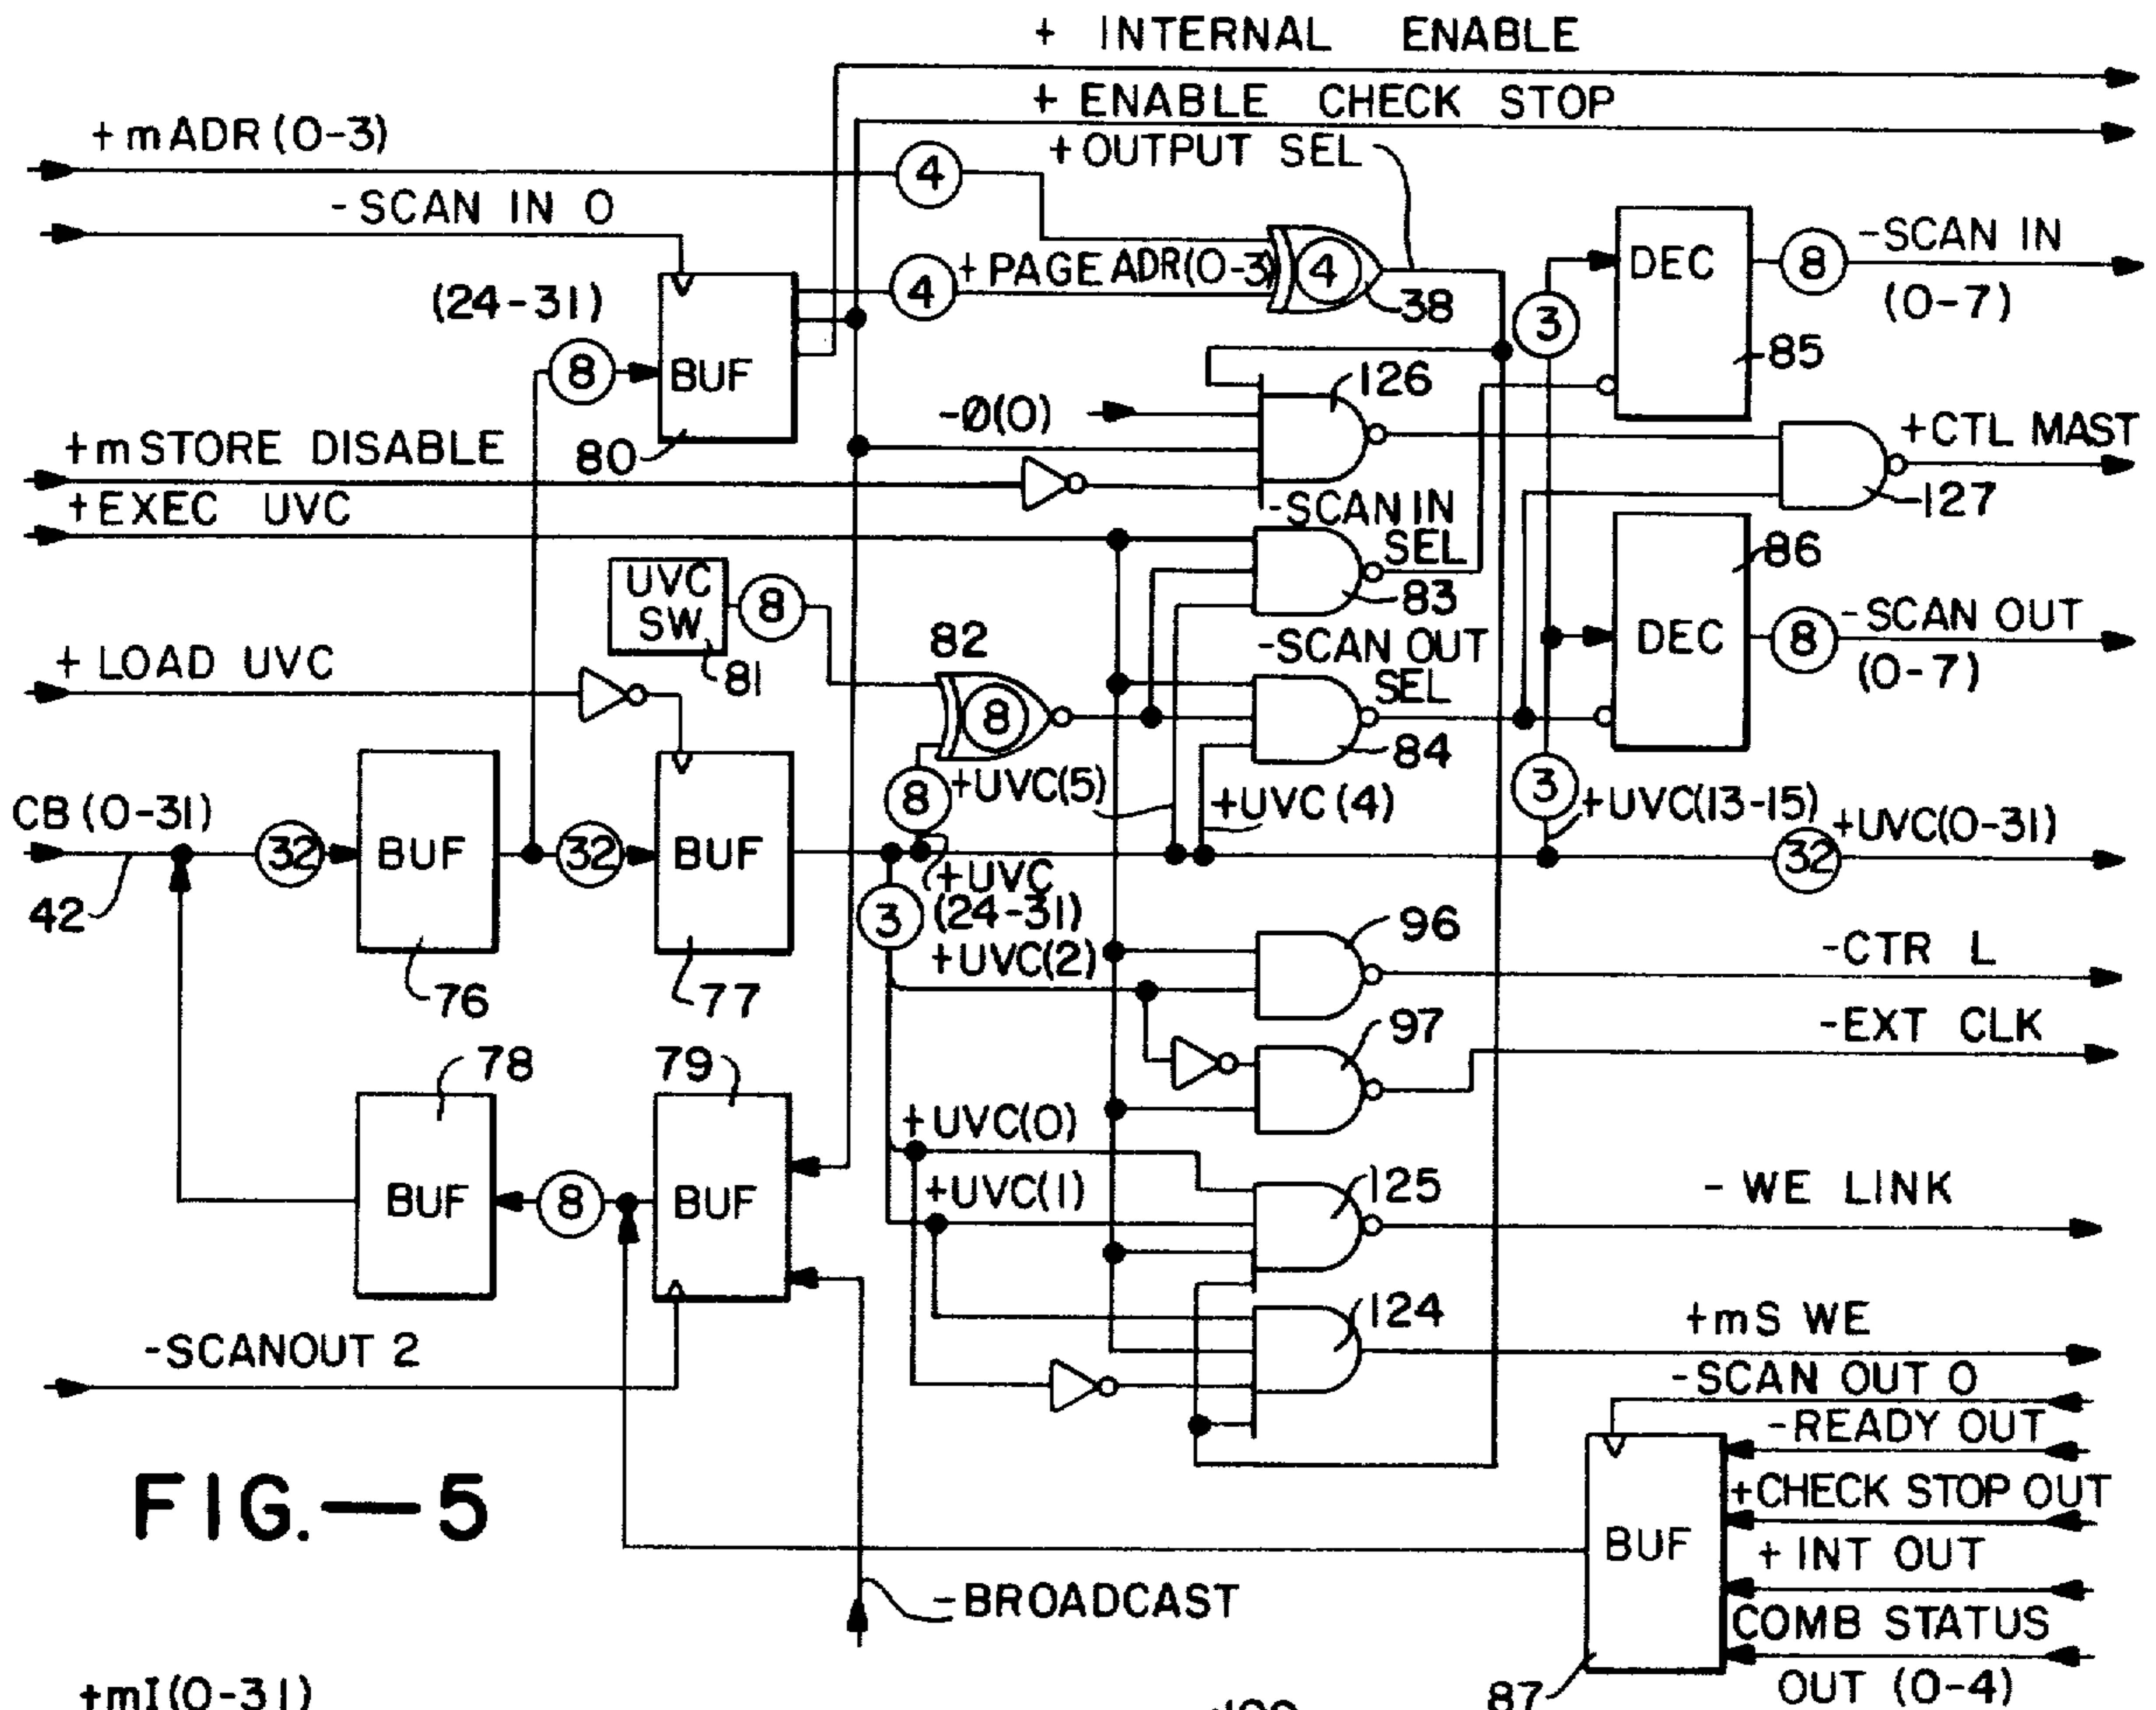 + INTERNAL ENABLE
+ ENABLE CHECK STOP
+mADR(0-3)
+OUTPUT SEL
4
-SCAN IN 0
DEC
8
-SCAN IN
(0-7)
+PAGE ADR(0-3)
4
4
38
(24-31)
3
85
8
BUF
126
-Ø(0)
+CTL MAST
+mSTORE DISABLE
80
127
+EXEC UVC
-SCAN IN
SEL
86
UVC
SW
8
83
82
-SCAN OUT
SEL
DEC
8
-SCAN OUT
(0-7)
+ LOAD UVC
81
8
84
+UVC(5)
+UVC(4)
3
+UVC(13-15)
+UVC(0-31)
CB(0-31)
32
BUF
32
BUF
8
32
42
+UVC
(24-31)
3
96
+UVC(2)
-CTR L
76
77
97
-EXT CLK
78
79
+UVC(0)
BUF
8
BUF
+UVC(1)
125
- WE LINK
124
+mS WE
-SCANOUT 2
-SCAN OUT 0
-READY OUT
FIG.-5
+CHECK STOP OUT
BUF
+ INT OUT
-BROADCAST
COMB STATUS
OUT (0-4)
87
+mI(0-31)